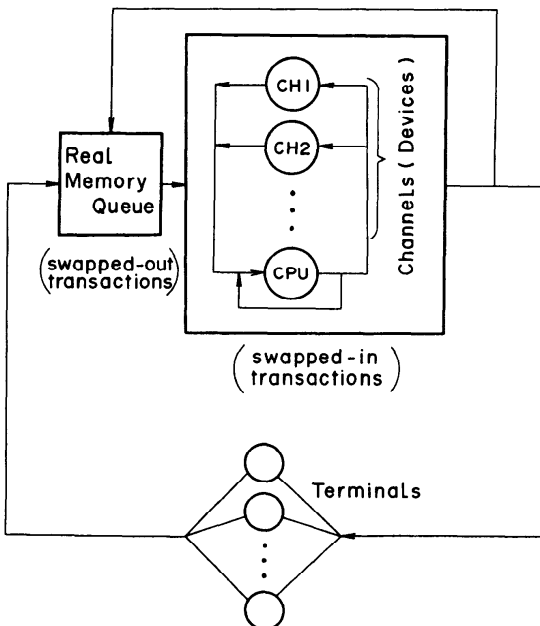 CH1
CH2
CPU
Channels (Devices)
Real
Memory
Queue
(swapped-out
transactions)
(swapped-in
transactions)
Terminals